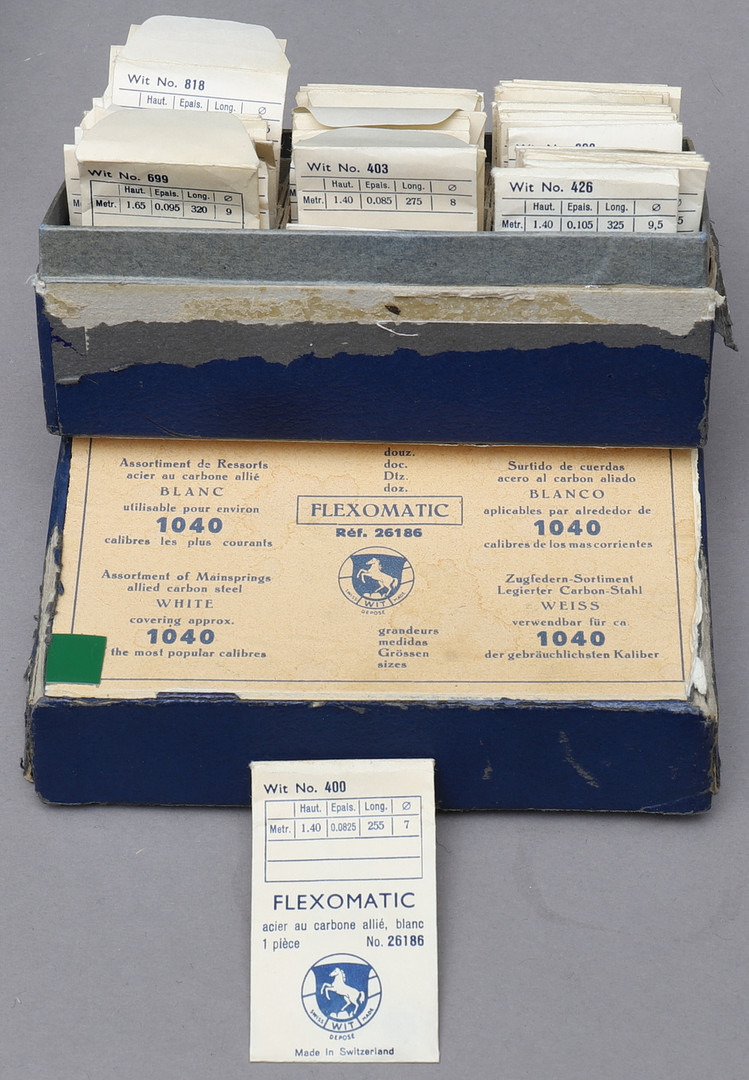 Wit No. 818
Haut. Epais. Long. ⌀
Wit No. 699
Haut. Epais. Long. ⌀
Metr. 1.65 0.095 320 9
Wit No. 403
Haut. Epais. Long. ⌀
Metr. 1.40 0.085 275 8
Wit No. 426
Haut. Epais. Long. ⌀
Metr. 1.40 0.105 325 9,5
5
Assortiment de Ressorts
acier au carbone allié
BLANC
utilisable pour environ
1040
calibres les plus courants
douz.
doc.
Dtz.
doz.
FLEXOMATIC
Réf. 26186
Surtido de cuerdas
acero al carbon aliado
BLANCO
aplicables par alrededor de
1040
calibres de los mas corrientes
Assortment of Mainsprings
allied carbon steel
WHITE
covering approx.
1040
the most popular calibres
SWISS WIT MADE
DEPOSE
grandeurs
medidas
Grössen
sizes
Zugfedern-Sortiment
Legierter Carbon-Stahl
WEISS
verwendbar für ca.
1040
der gebräuchlichsten Kaliber
Wit No. 400
Haut. Epais. Long. ⌀
Metr. 1.40 0.0825 255 7
FLEXOMATIC
acier au carbone allié, blanc
1 pièce No. 26186
SWISS WIT MADE
DEPOSE
Made in Switzerland